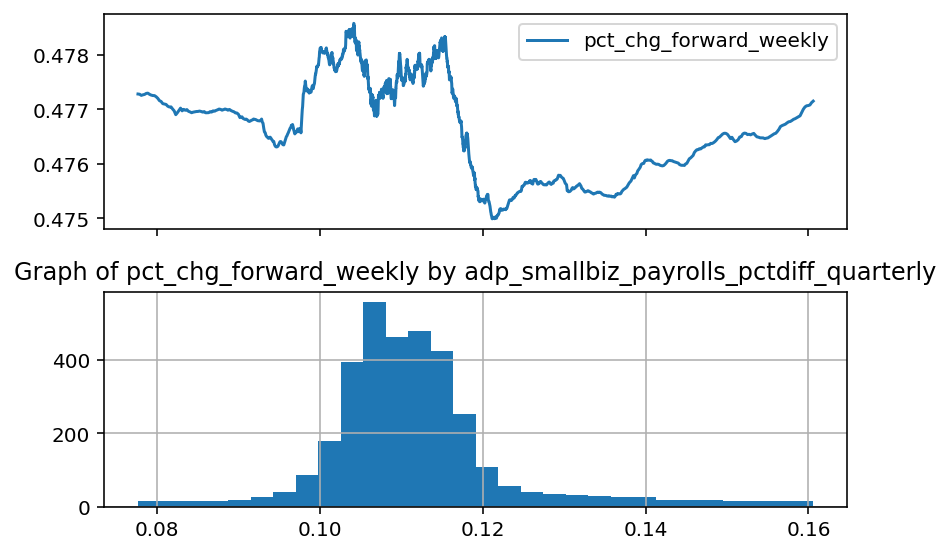 pct_chg_forward_weekly
0.478
0.477
0.476
0.475
Graph of pct_chg_forward_weekly by adp_smallbiz_payrolls_pctdiff_quarterly
400
200
0
0.08 0.10 0.12 0.14 0.16